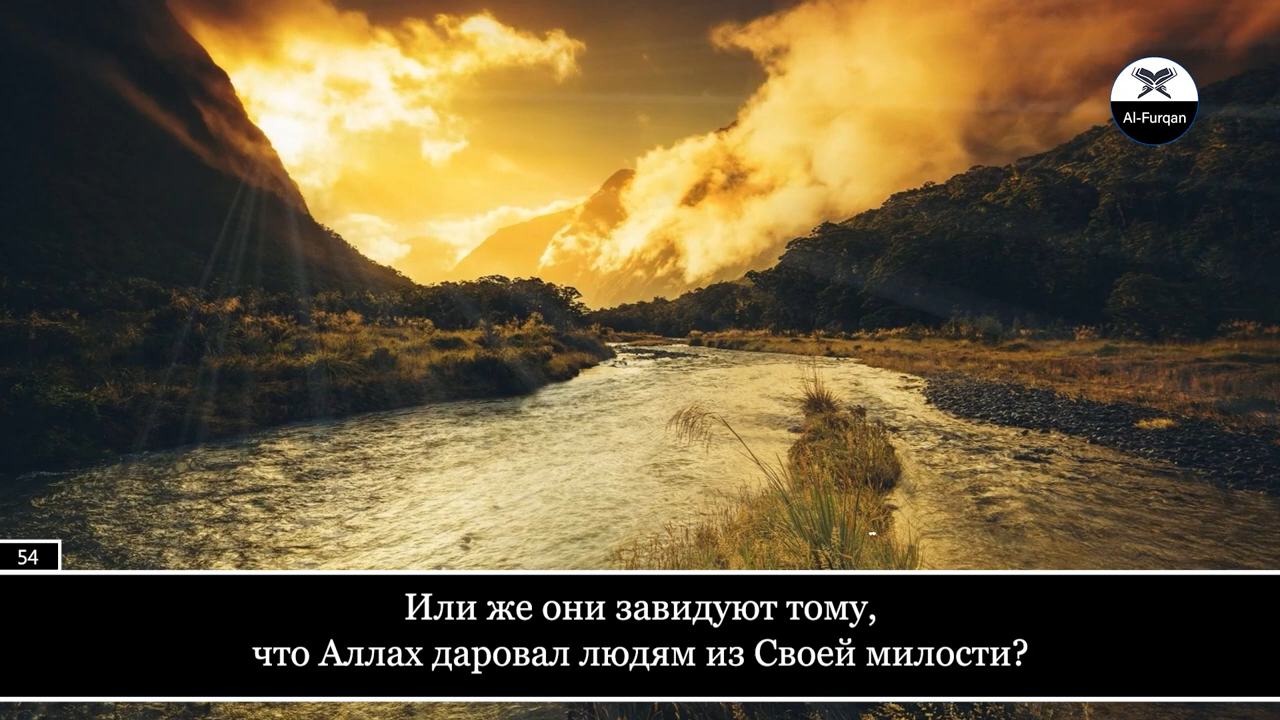 Al-Furqan
54
Или же они завидуют тому,
что Аллах даровал людям из Своей милости?